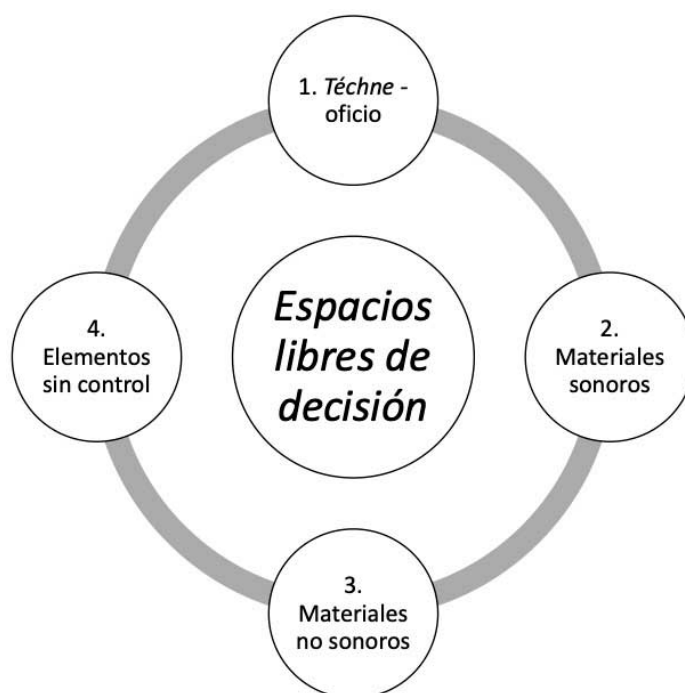 1. Téchne -
oficio
Espacios
libres de
decisión
2.
Materiales
sonoros
3.
Materiales
no sonoros
4.
Elementos
sin control